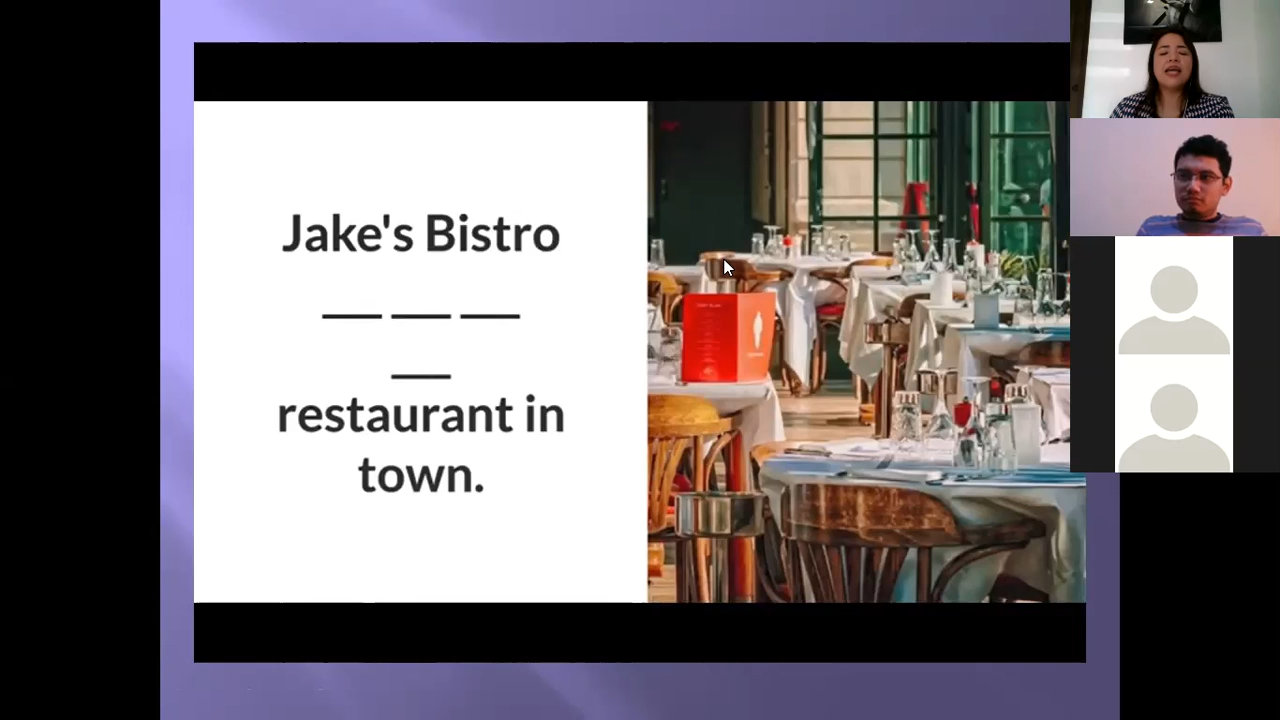 Jake's Bistro
___ ___ ___
___
restaurant in
town.